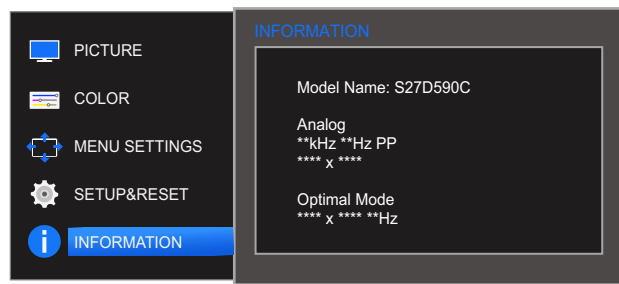 PICTURE
COLOR
MENU SETTINGS
SETUP&RESET
INFORMATION
INFORMATION
Model Name: S27D590C
Analog
**kHz **Hz PP
**** x ****
Optimal Mode
**** x **** **Hz